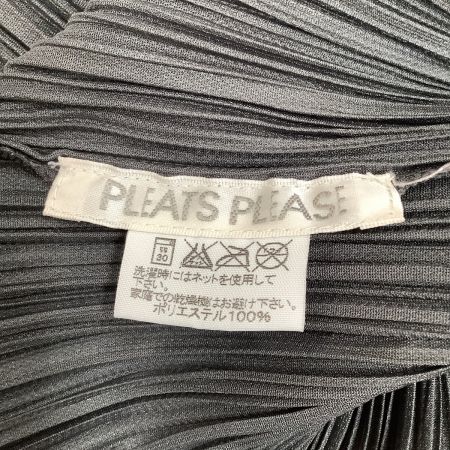 PLEATS PLEASE
30
洗濯時にはネットを使用して
下さい。
家庭での乾燥機はお避け下さい。
ポリエステル100%